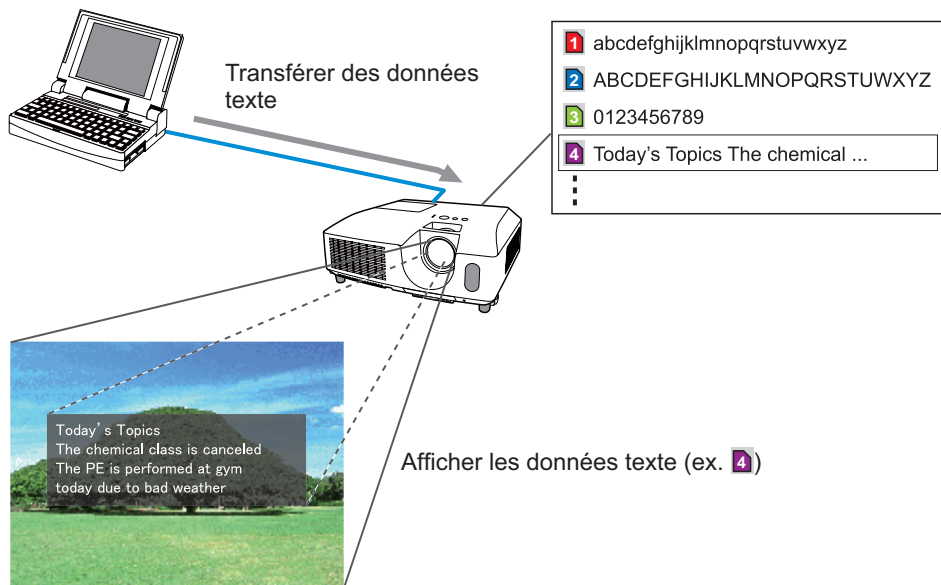 Transférer des données
texte
1 abcdefghijklmnopqrstuvwxyz
2 ABCDEFGHIJKLMNOPQRSTUWXYZ
3 0123456789
4 Today's Topics The chemical ...
Today's Topics
The chemical class is canceled
The PE is performed at gym
today due to bad weather
Afficher les données texte (ex. 4)